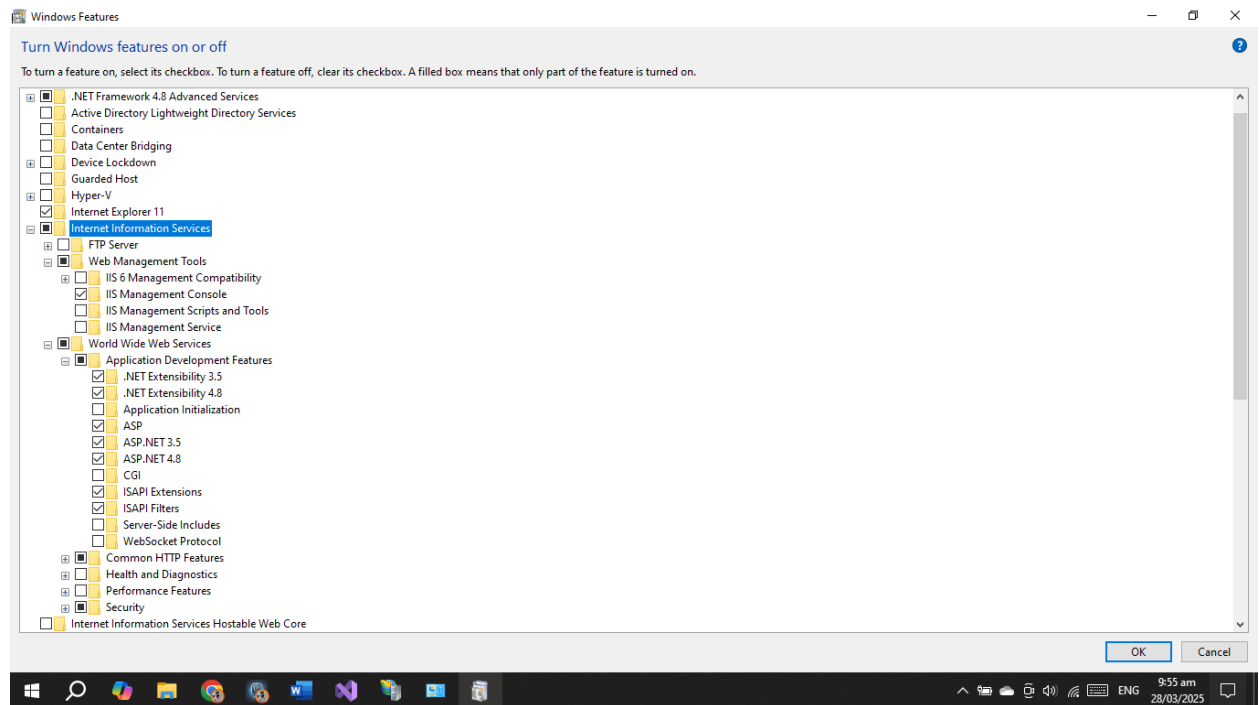 Windows Features
Turn Windows features on or off
To turn a feature on, select its checkbox. To turn a feature off, clear its checkbox. A filled box means that only part of the feature is turned on.
.NET Framework 4.8 Advanced Services
Active Directory Lightweight Directory Services
Containers
Data Center Bridging
Device Lockdown
Guarded Host
Hyper-V
Internet Explorer 11
Internet Information Services
FTP Server
Web Management Tools
IIS 6 Management Compatibility
IIS Management Console
IIS Management Scripts and Tools
IIS Management Service
World Wide Web Services
Application Development Features
.NET Extensibility 3.5
.NET Extensibility 4.8
Application Initialization
ASP
ASP.NET 3.5
ASP.NET 4.8
CGI
ISAPI Extensions
ISAPI Filters
Server-Side Includes
WebSocket Protocol
Common HTTP Features
Health and Diagnostics
Performance Features
Security
Internet Information Services Hostable Web Core
OK Cancel
ENG 9:55 am
28/03/2025